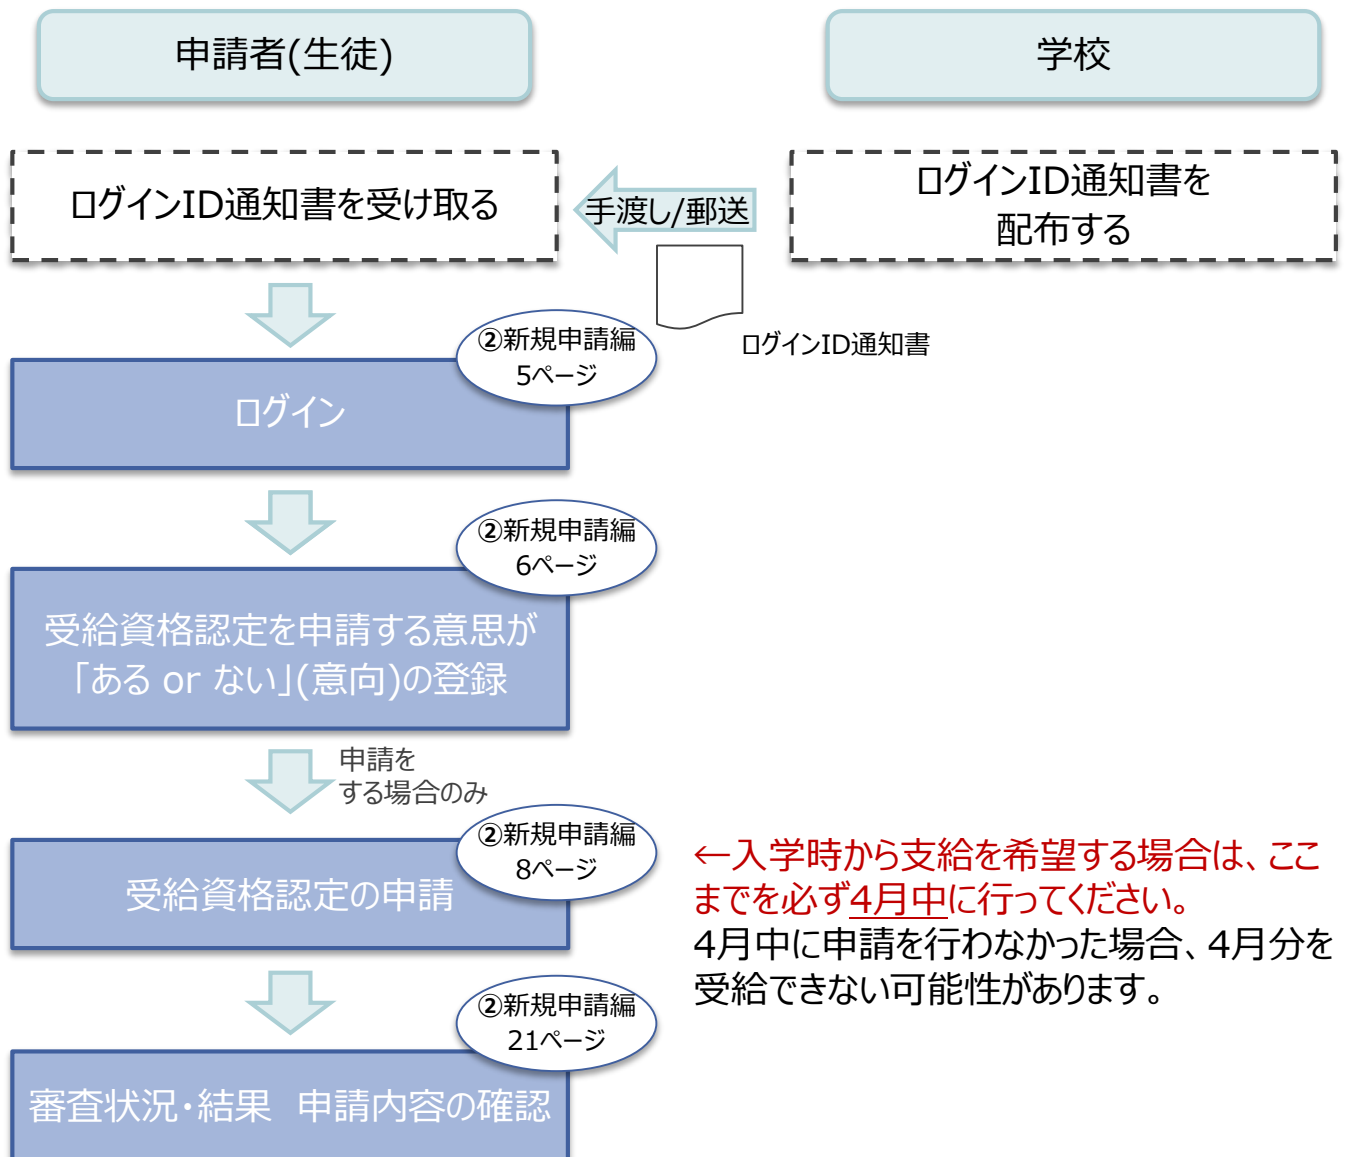 申請者(生徒)
学校
ログインID通知書を受け取る
手渡し/郵送
ログインID通知書を
配布する
ログインID通知書
②新規申請編
5ページ
ログイン
②新規申請編
6ページ
受給資格認定を申請する意思が
「ある or ない」(意向)の登録
申請を
する場合のみ
②新規申請編
8ページ
受給資格認定の申請
←入学時から支給を希望する場合は、ここ
までを必ず4月中に行ってください。
4月中に申請を行わなかった場合、4月分を
受給できない可能性があります。
②新規申請編
21ページ
審査状況・結果　申請内容の確認